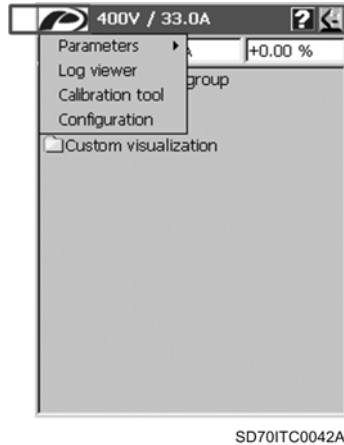 400V / 33.0A ?
Parameters
Log viewer
Calibration tool
Configuration
+0.00 %
group
Custom visualization
SD70ITC0042A